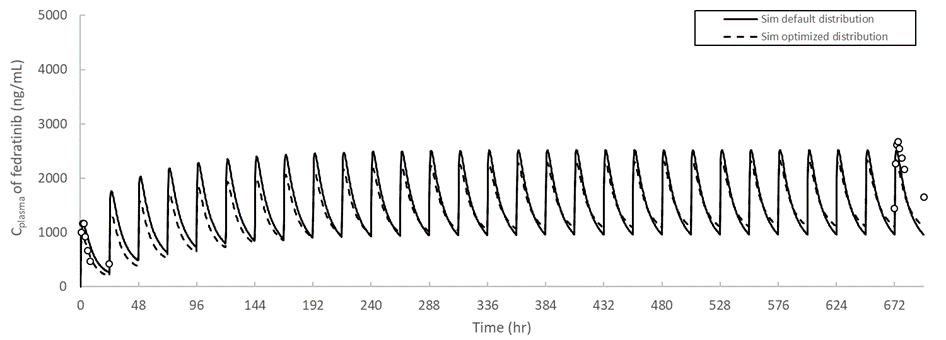 5000
4000
3000
2000
1000
0
Cplasma of fedratinib (ng/mL)
Sim default distribution
Sim optimized distribution
0 48 96 144 192 240 288 336 384 432 480 528 576 624 672
Time (hr)